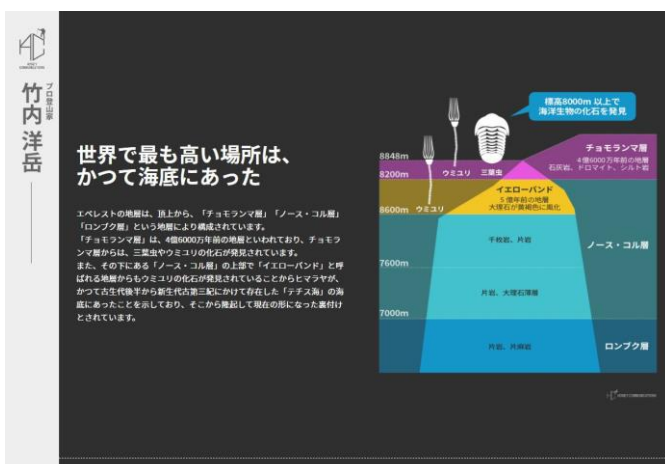 プロ登山家
竹内 洋岳
世界で最も高い場所は、
かつて海底にあった
エベレストの地層は、頂上から、「チョモランマ層」「ノース・コル層」
「ロンブク層」という地層により構成されています。
「チョモランマ層」は、4億6000万年前の地層といわれており、チョモラ
ンマ層からは、三葉虫やウミユリの化石が発見されています。
また、その下にある「ノース・コル層」の上部で「イエローバンド」と呼
ばれる地層からもウミユリの化石が発見されていることからヒマラヤが、
かつて古生代後半から新生代古第三紀にかけて存在した「テチス海」の海
底にあったことを示しており、そこから隆起して現在の形になった裏付け
とされています。
標高8000m 以上で
海洋生物の化石を発見
8848m
8200m
8600m
7600m
7000m
ウミユリ
ウミユリ
三葉虫
チョモランマ層
4億6000万年前の地層
石灰岩、ドロマイト、シルト岩
イエローバンド
5億年前の地層
大理石が黄褐色に風化
千枚岩、片岩
ノース・コル層
片岩、大理石薄層
片岩、片麻岩
ロンブク層